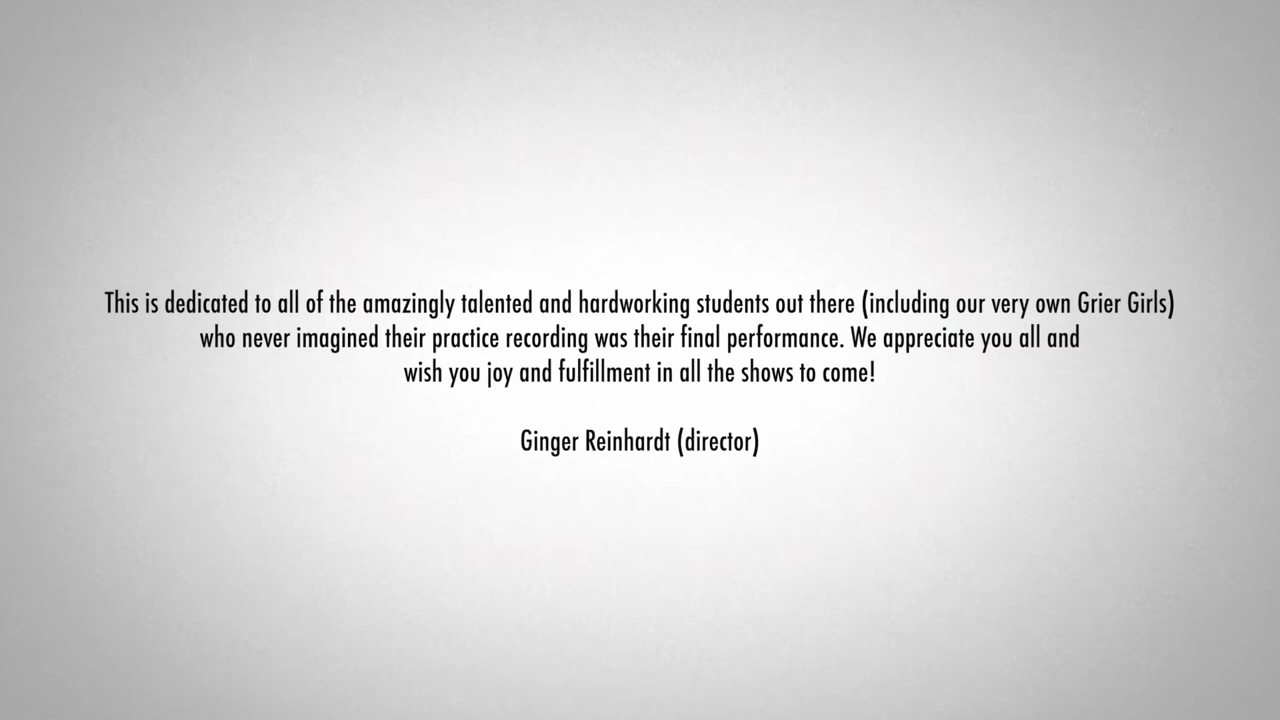 This is dedicated to all of the amazingly talented and hardworking students out there (including our very own Grier Girls)
who never imagined their practice recording was their final performance. We appreciate you all and
wish you joy and fulfillment in all the shows to come!
Ginger Reinhardt (director)